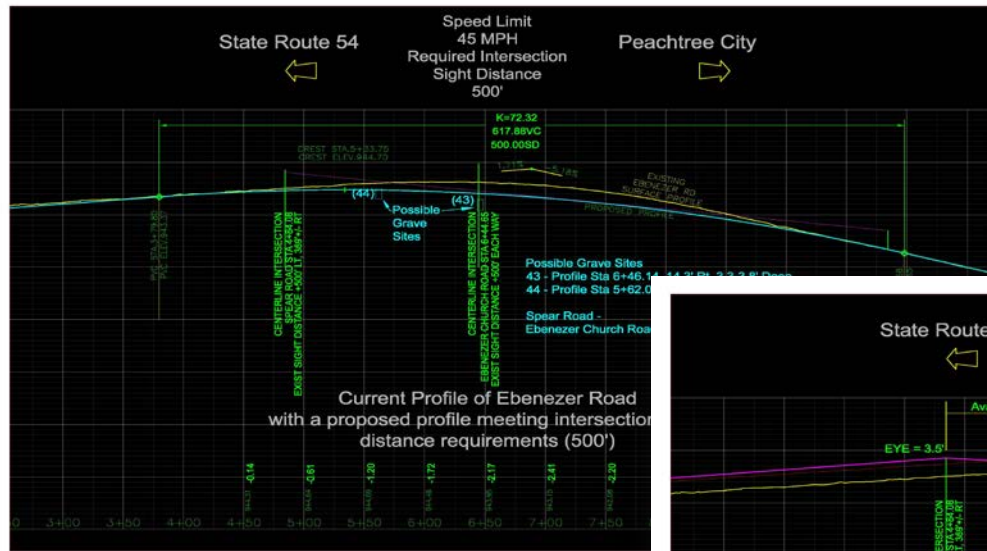 Speed Limit
45 MPH
Required Intersection
Sight Distance
500'
State Route 54
Peachtree City
K=72.32
617.88VC
500.00SD
CREST STA.5+33.75
CREST ELEV.944.70
-5.18%
EXISTING
EBENEZER RD
SURFACE PROFILE
PROPOSED PROFILE
(44)
(43)
Possible
Grave
Sites
CENTERLINE INTERSECTION
SPEAR ROAD STA.4+84.08
EXIST SIGHT DISTANCE +500' LT, 389'+/- RT
CENTERLINE INTERSECTION
EBENEZER CHURCH ROAD STA.6+44.65
EXIST SIGHT DISTANCE +500' EACH WAY
Possible Grave Sites
43 - Profile Sta 6+46.14
44 - Profile Sta 5+62.0
Spear Road -
Ebenezer Church Roa
Current Profile of Ebenezer Road
with a proposed profile meeting intersection
distance requirements (500')
-0.14
-0.61
-1.20
-1.72
-2.17
-2.41
-2.20
3+00
3+50
4+00
4+50
5+00
5+50
6+00
6+50
7+00
7+50
State Route
EYE = 3.5'